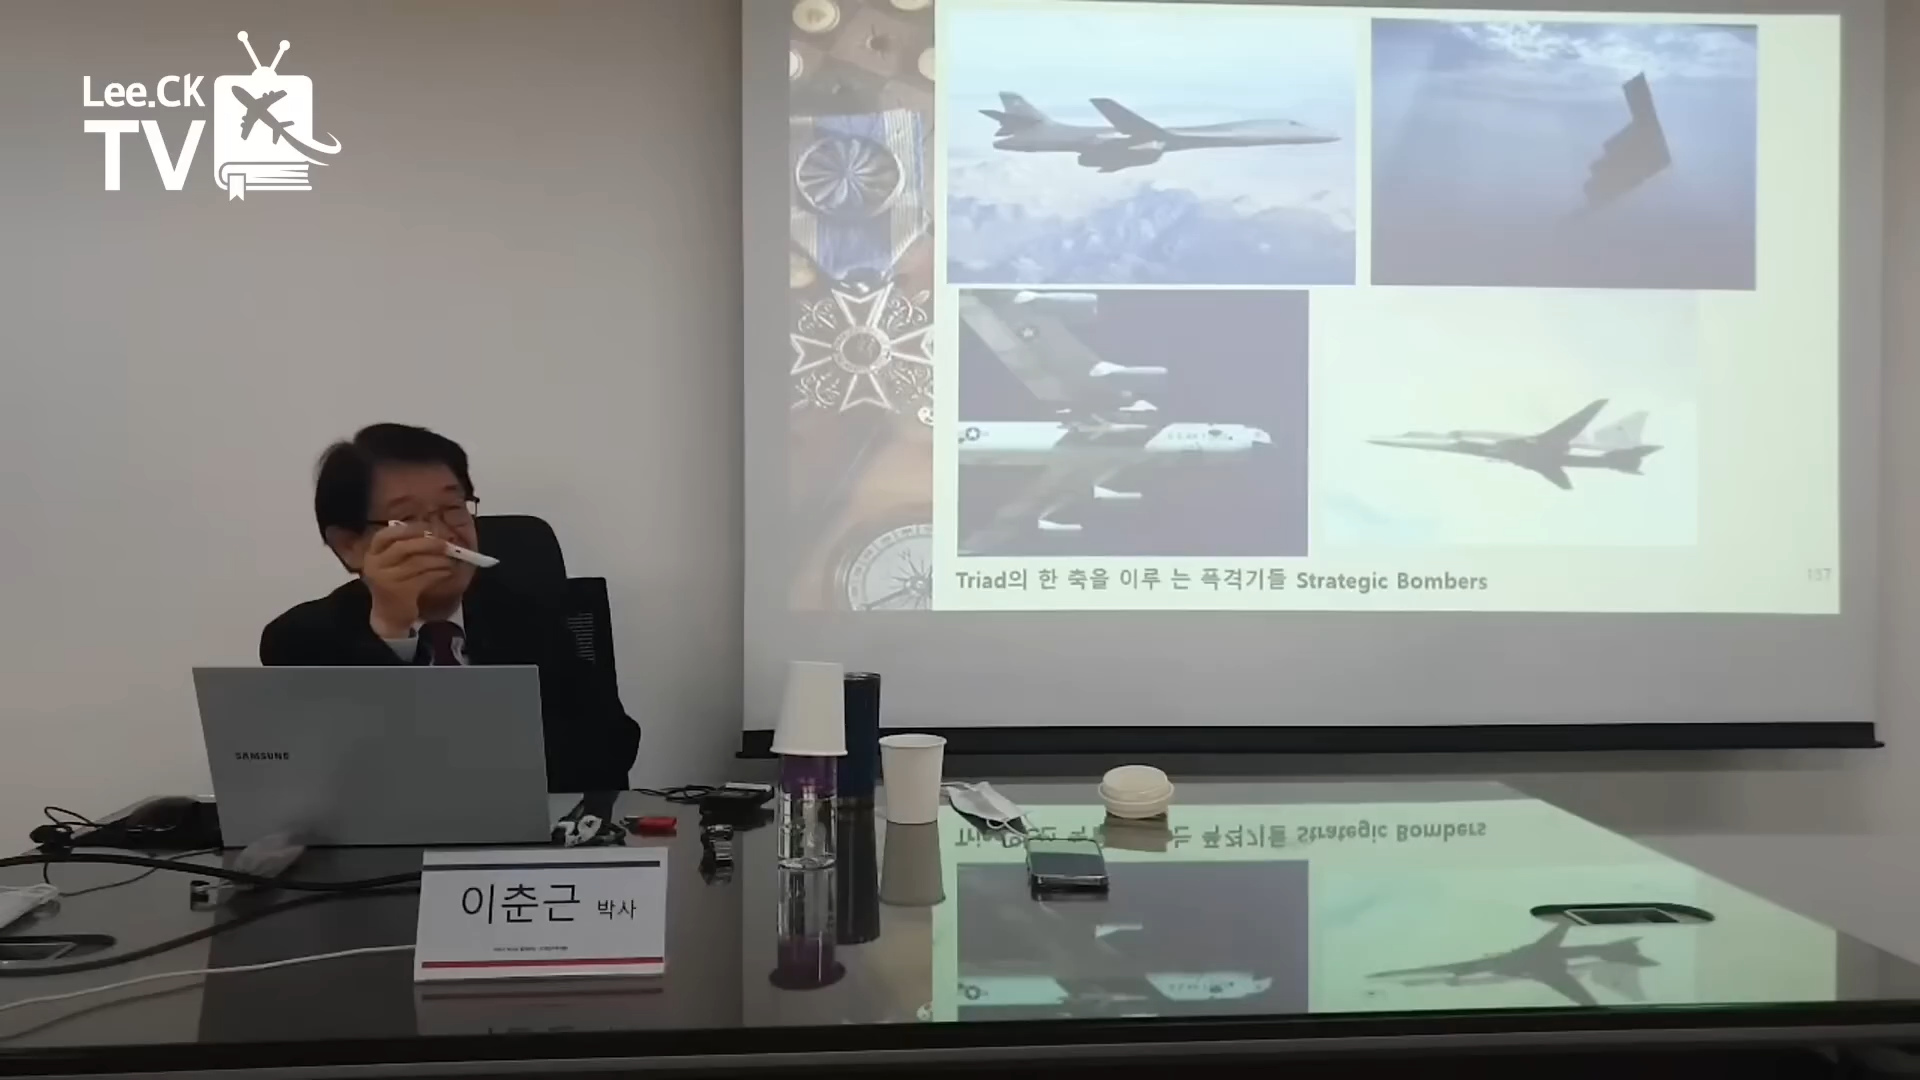 Lee.CK
TV
Triad의 한 축을 이루 는 폭격기들 Strategic Bombers
157
SAMSUNG
이춘근 박사